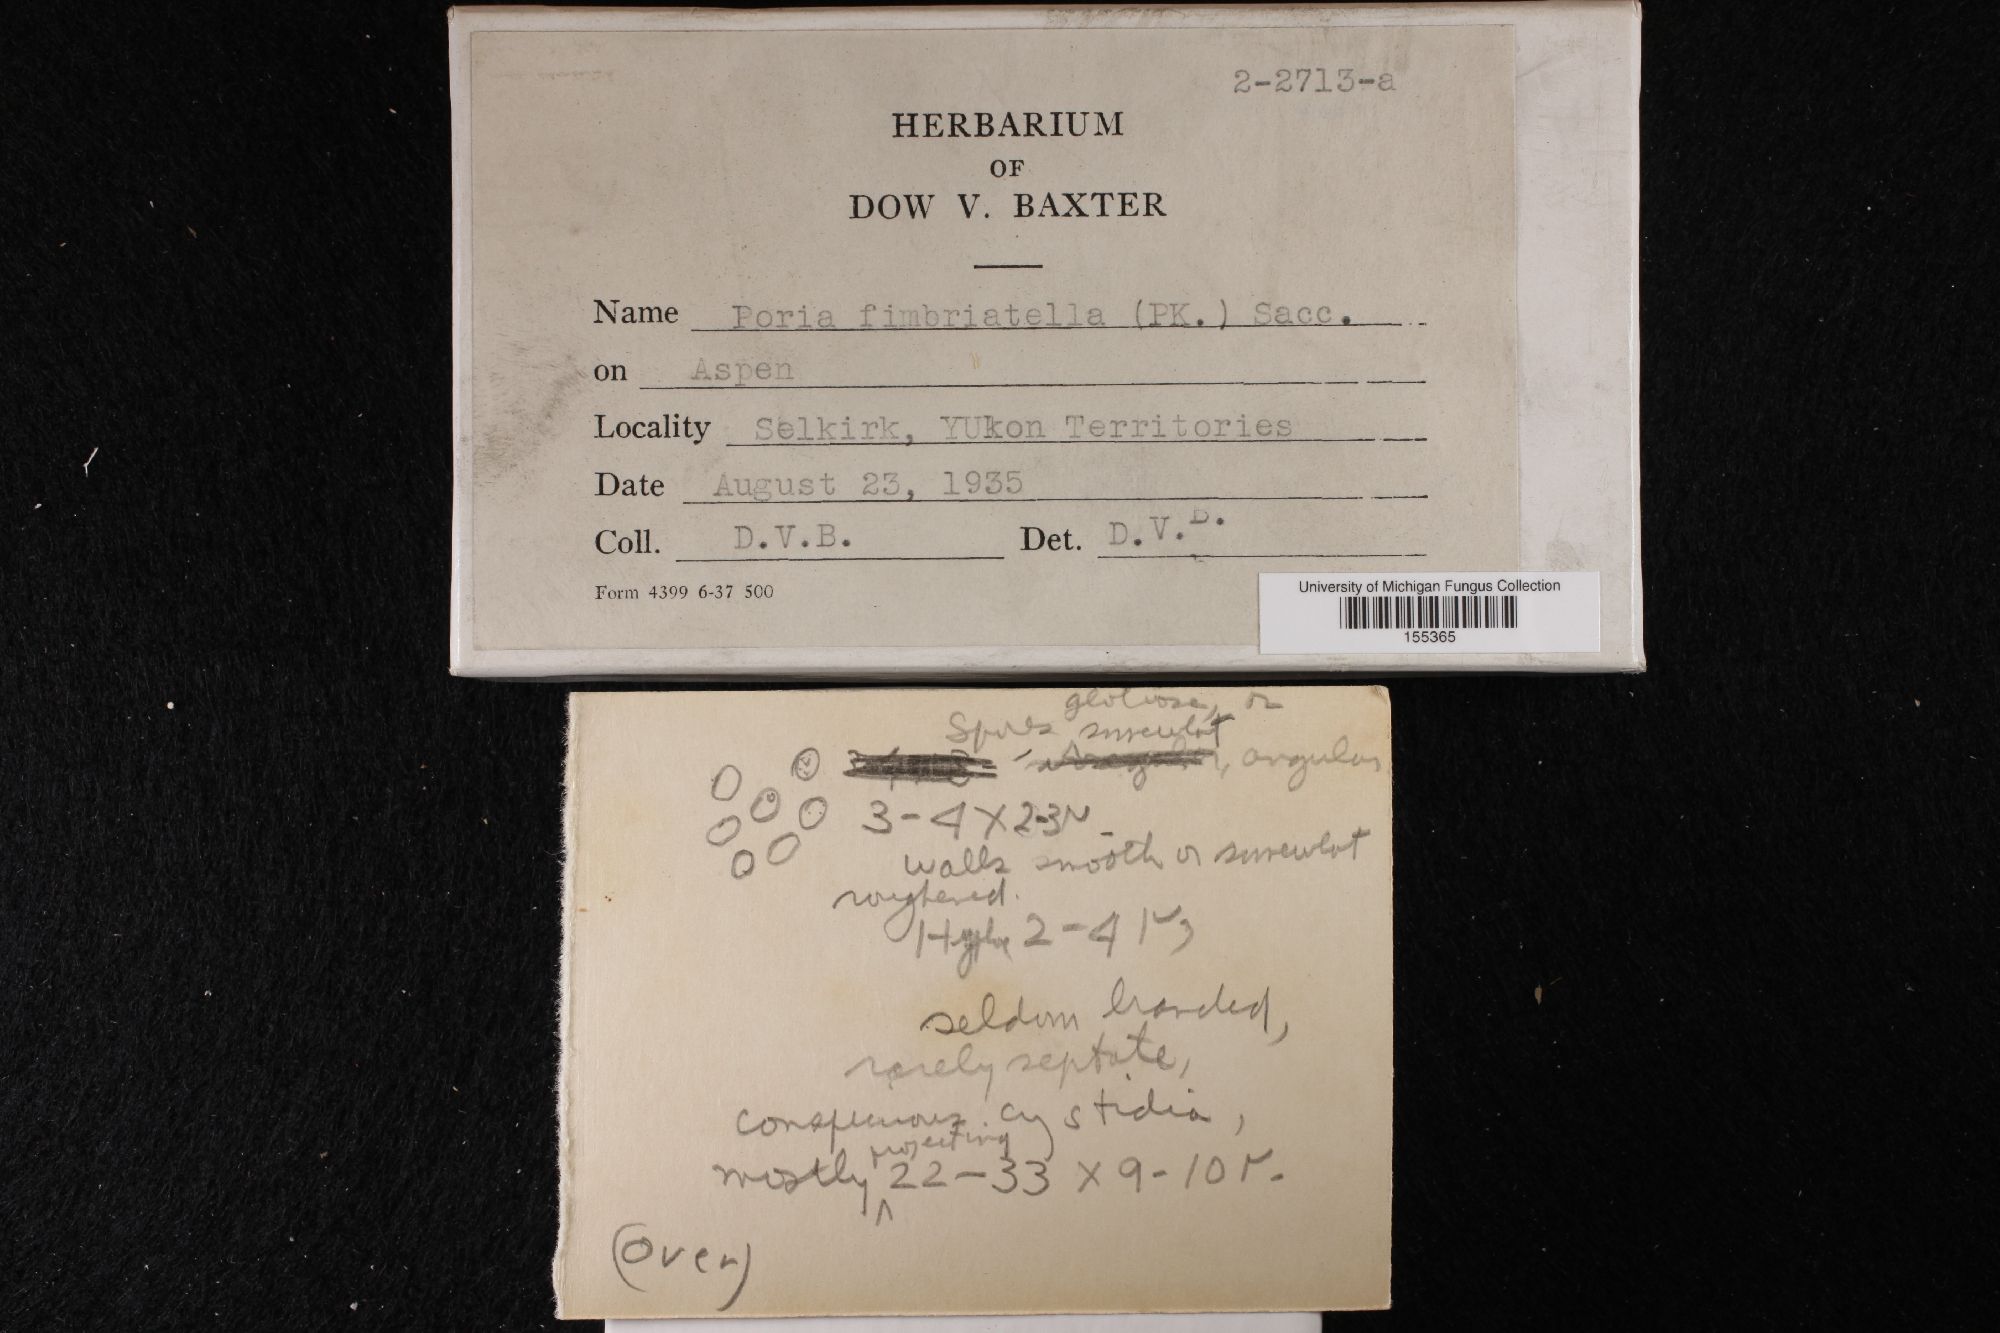 2-2713-a
HERBARIUM
OF
DOW V. BAXTER
Name Poria fimbriatella (PK.) Sacc.
on Aspen
Locality Selkirk, YUkon Territories
Date August 23, 1935
Coll. D.V.B. Det. D.V.B.
Form 4399 6-37 500
University of Michigan Fungus Collection
155365
globose, or
Spores somewhat
, angular
3-4 X 2-3µ
walls smooth or somewhat
roughened.
Hyphae 2-4µ,
seldom branched,
rarely septate,
conspicuous cystidia,
projecting
mostly 22-33 X 9-10µ.
(Over)